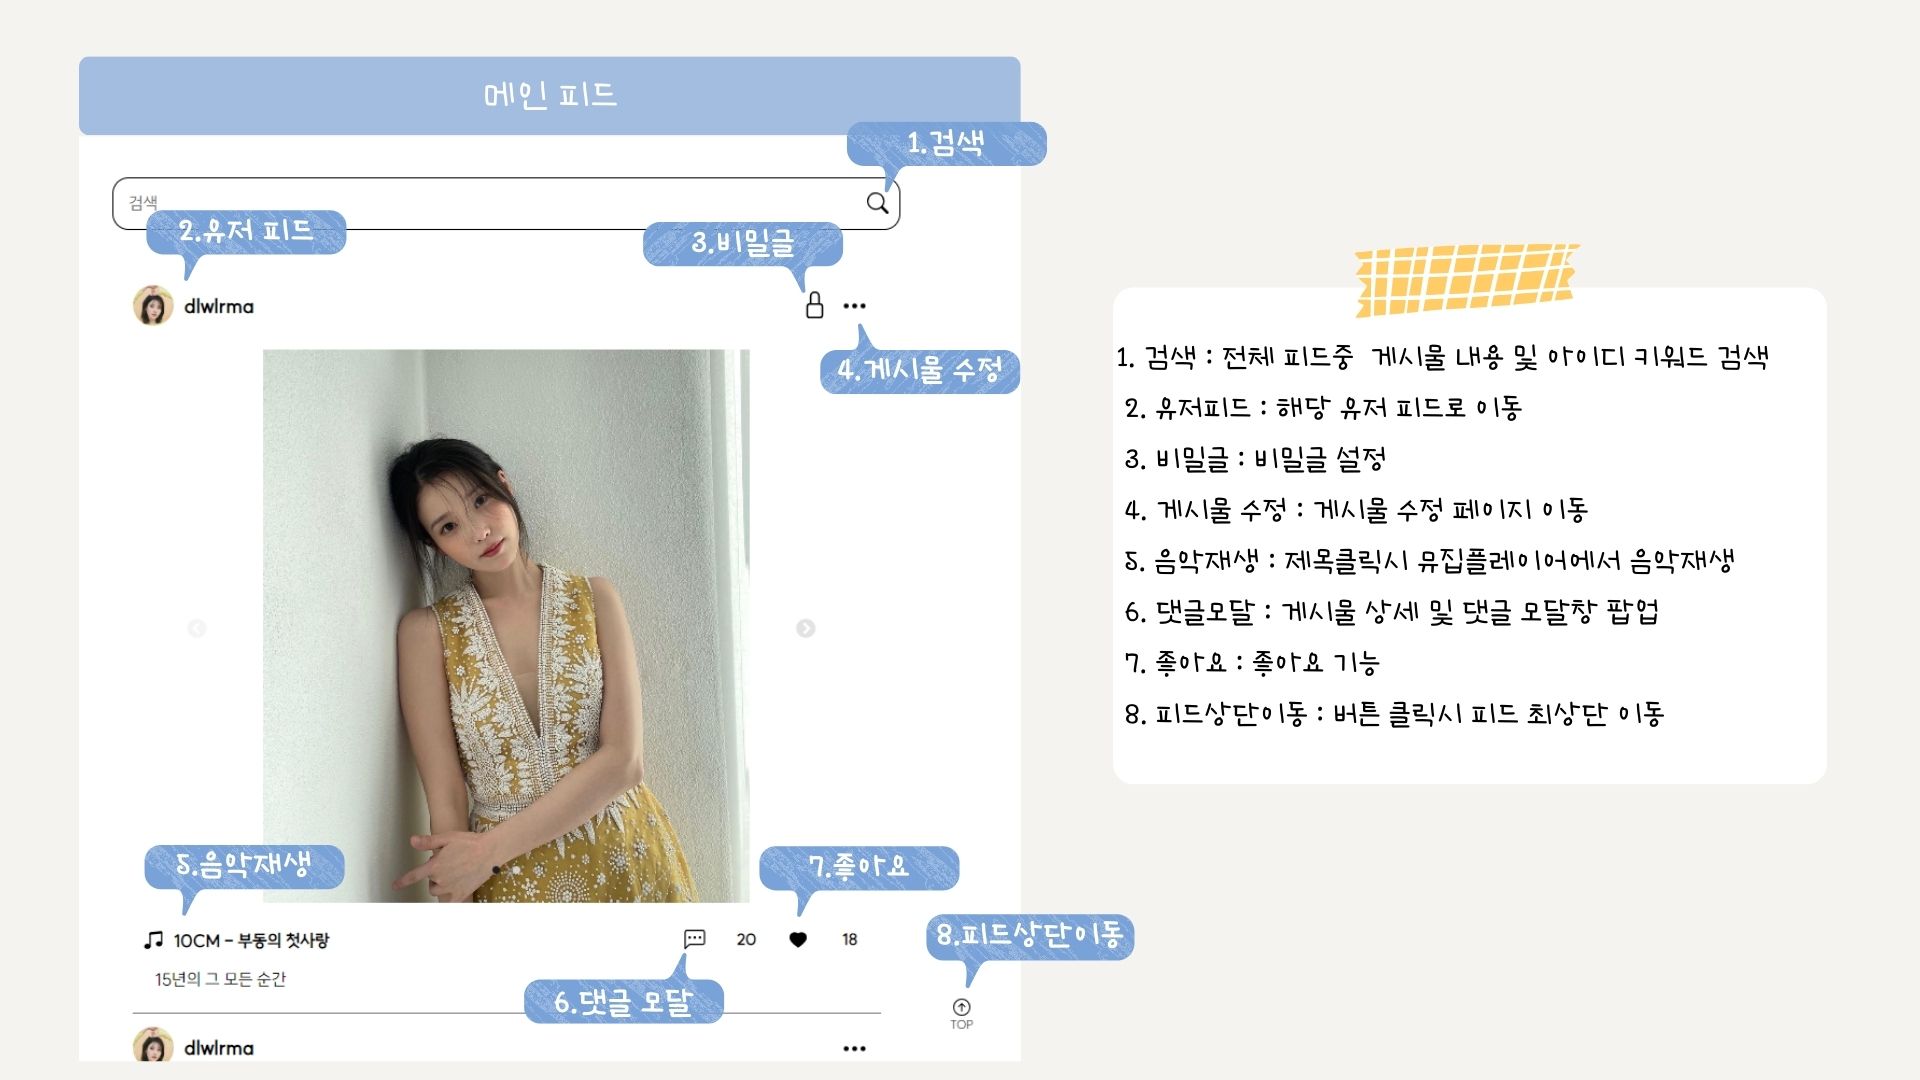 메인 피드
1.검색
검색
2.유저 피드
3.비밀글
dlwlrma
4.게시물 수정
5.음악재생
7.좋아요
10CM - 부동의 첫사랑
20
18
8.피드상단이동
15년의 그 모든 순간
6.댓글 모달
TOP
dlwlrma
1. 검색 : 전체 피드중 게시물 내용 및 아이디 키워드 검색
2. 유저피드 : 해당 유저 피드로 이동
3. 비밀글 : 비밀글 설정
4. 게시물 수정 : 게시물 수정 페이지 이동
5. 음악재생 : 제목클릭시 뮤집플레이어에서 음악재생
6. 댓글모달 : 게시물 상세 및 댓글 모달창 팝업
7. 좋아요 : 좋아요 기능
8. 피드상단이동 : 버튼 클릭시 피드 최상단 이동